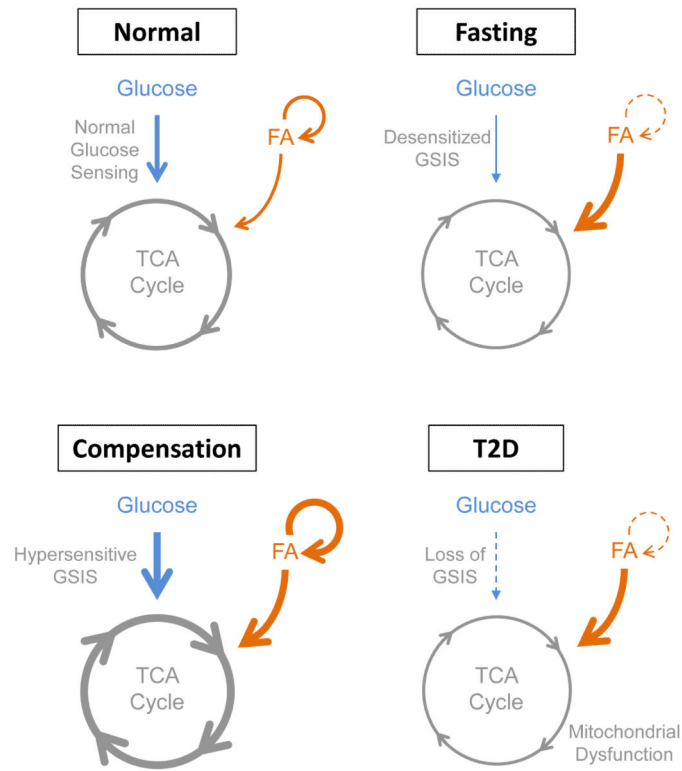 Normal
Glucose
Normal
Glucose
Sensing
FA
TCA
Cycle
Fasting
Glucose
Desensitized
GSIS
FA
TCA
Cycle
Compensation
Glucose
Hypersensitive
GSIS
FA
TCA
Cycle
T2D
Glucose
Loss of
GSIS
FA
TCA
Cycle
Mitochondrial
Dysfunction